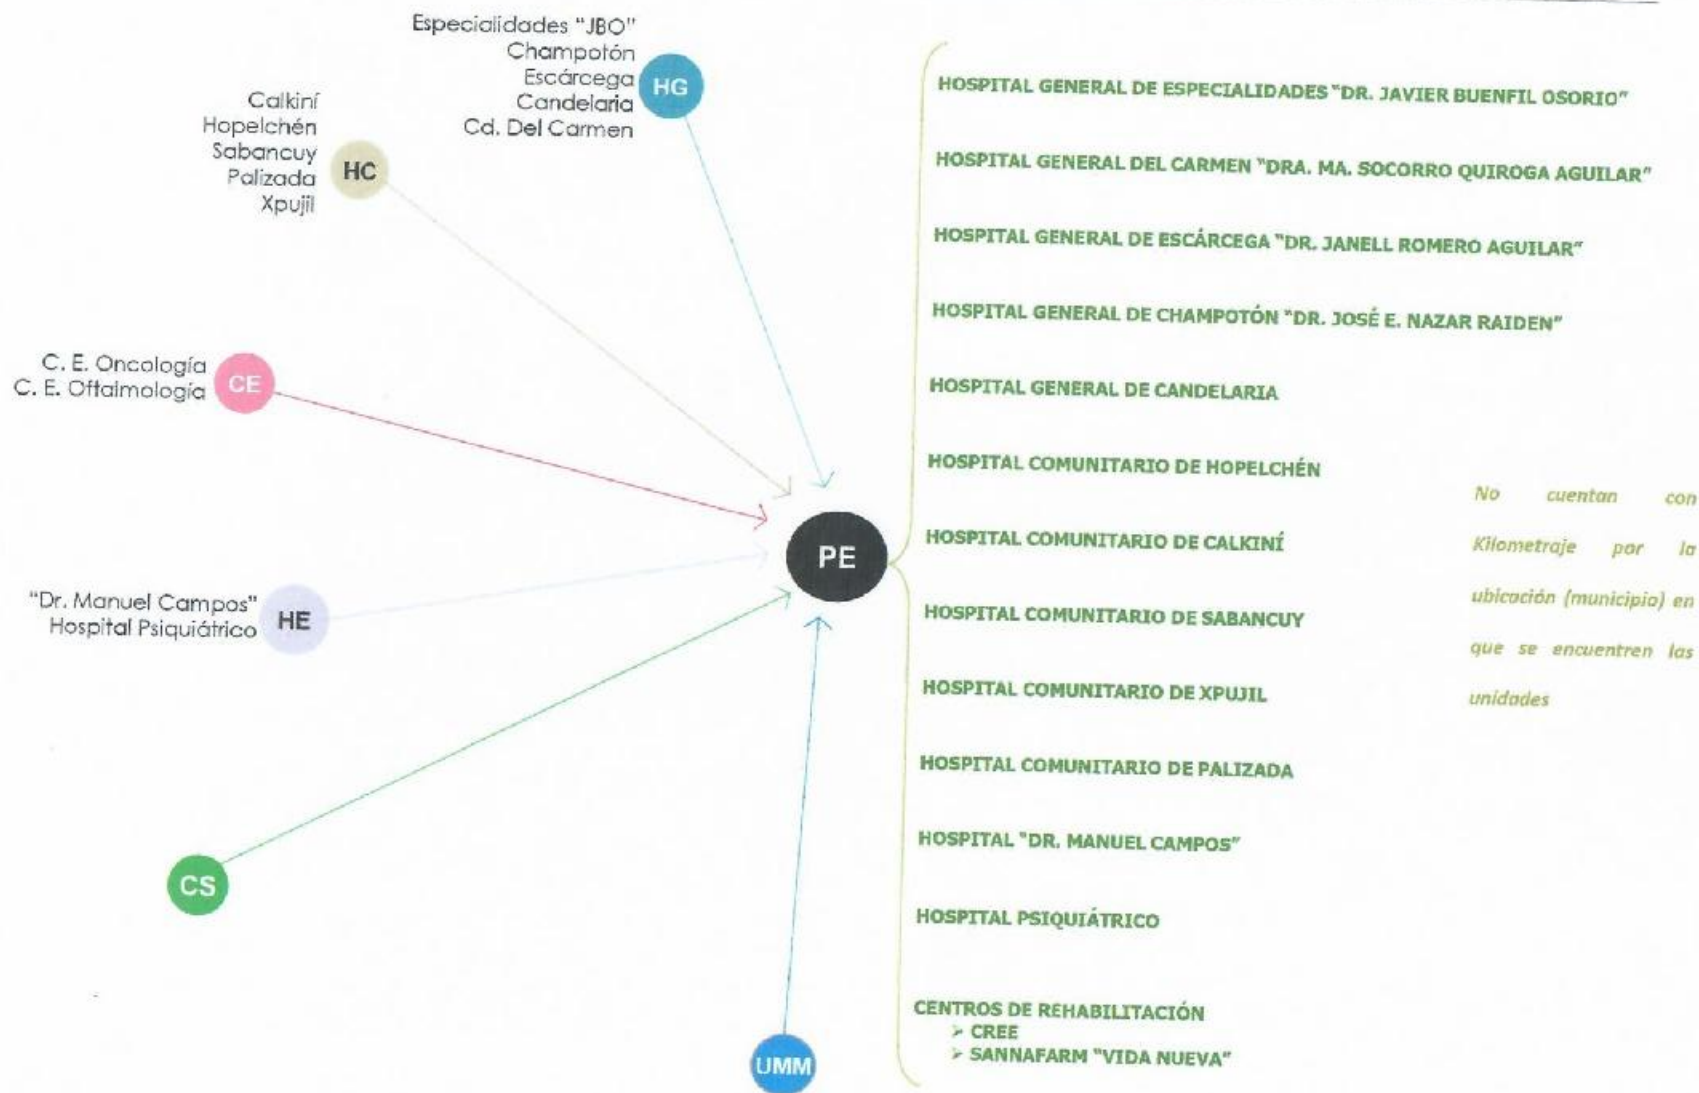 Especialidades "JBO"
Champotón
Escárcega
Candelaria
Cd. Del Carmen
HG
Calkiní
Hopelchén
Sabancuy
Palizada
Xpujil
HC
C. E. Oncología
C. E. Oftalmología
CE
"Dr. Manuel Campos"
Hospital Psiquiátrico
HE
CS
UMM
PE
HOSPITAL GENERAL DE ESPECIALIDADES "DR. JAVIER BUENFIL OSORIO"
HOSPITAL GENERAL DEL CARMEN "DRA. MA. SOCORRO QUIROGA AGUILAR"
HOSPITAL GENERAL DE ESCÁRCEGA "DR. JANELL ROMERO AGUILAR"
HOSPITAL GENERAL DE CHAMPOTÓN "DR. JOSÉ E. NAZAR RAIDEN"
HOSPITAL GENERAL DE CANDELARIA
HOSPITAL COMUNITARIO DE HOPELCHÉN
HOSPITAL COMUNITARIO DE CALKINÍ
HOSPITAL COMUNITARIO DE SABANCUY
HOSPITAL COMUNITARIO DE XPUJIL
HOSPITAL COMUNITARIO DE PALIZADA
HOSPITAL "DR. MANUEL CAMPOS"
HOSPITAL PSIQUIÁTRICO
CENTROS DE REHABILITACIÓN
➢ CREE
➢ SANNAFARM "VIDA NUEVA"
No cuentan con
Kilometraje por la
ubicación (municipio) en
que se encuentren las
unidades